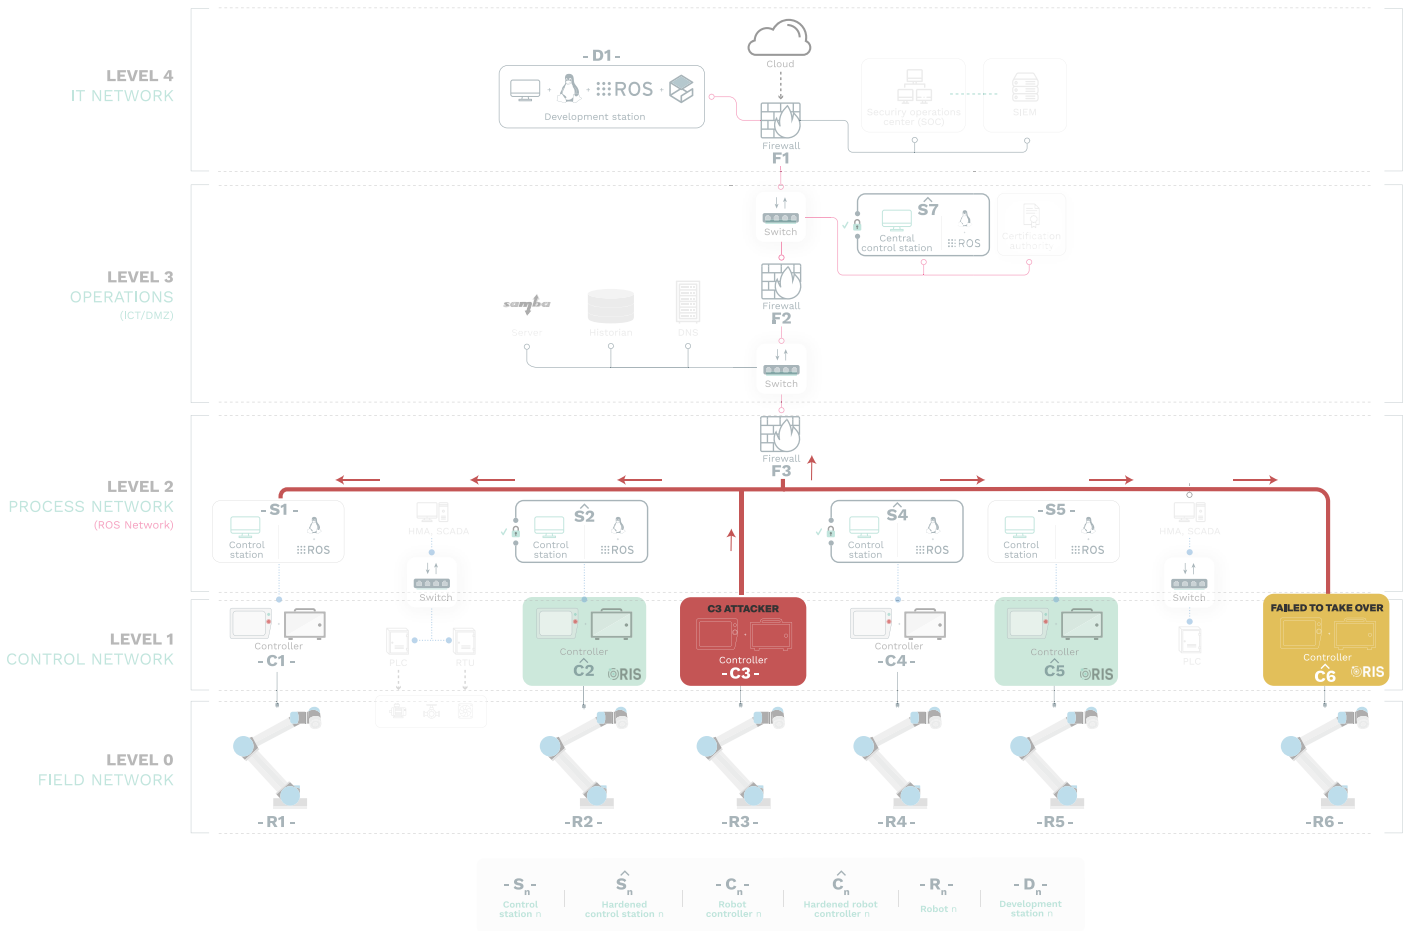 LEVEL 4
IT NETWORK
- D1 -
+ + ROS +
Development station
Cloud
Firewall
F1
Security operations
center (SOC)
SIEM
LEVEL 3
OPERATIONS
(ICT/DMZ)
Switch
^
S7
✓
Central
control station
ROS
Certification
authority
Firewall
F2
samba
Server
Historian
DNS
Switch
LEVEL 2
PROCESS NETWORK
(ROS Network)
Firewall
F3
- S1 -
Control
station
ROS
HMA, SCADA
Switch
^
S2
✓
Control
station
ROS
^
S4
✓
Control
station
ROS
- S5 -
Control
station
ROS
HMA, SCADA
Switch
LEVEL 1
CONTROL NETWORK
Controller
- C1 -
PLC
RTU
Controller
^
C2
RIS
C3 ATTACKER
Controller
- C3 -
Controller
- C4 -
Controller
^
C5
RIS
PLC
FAILED TO TAKE OVER
Controller
^
C6
RIS
LEVEL 0
FIELD NETWORK
- R1 -
- R2 -
- R3 -
- R4 -
- R5 -
- R6 -
- Sn -
Control
station n
^
Sn
Hardened
control station n
- Cn -
Robot
controller n
^
Cn
Hardened robot
controller n
- Rn -
Robot n
- Dn -
Development
station n